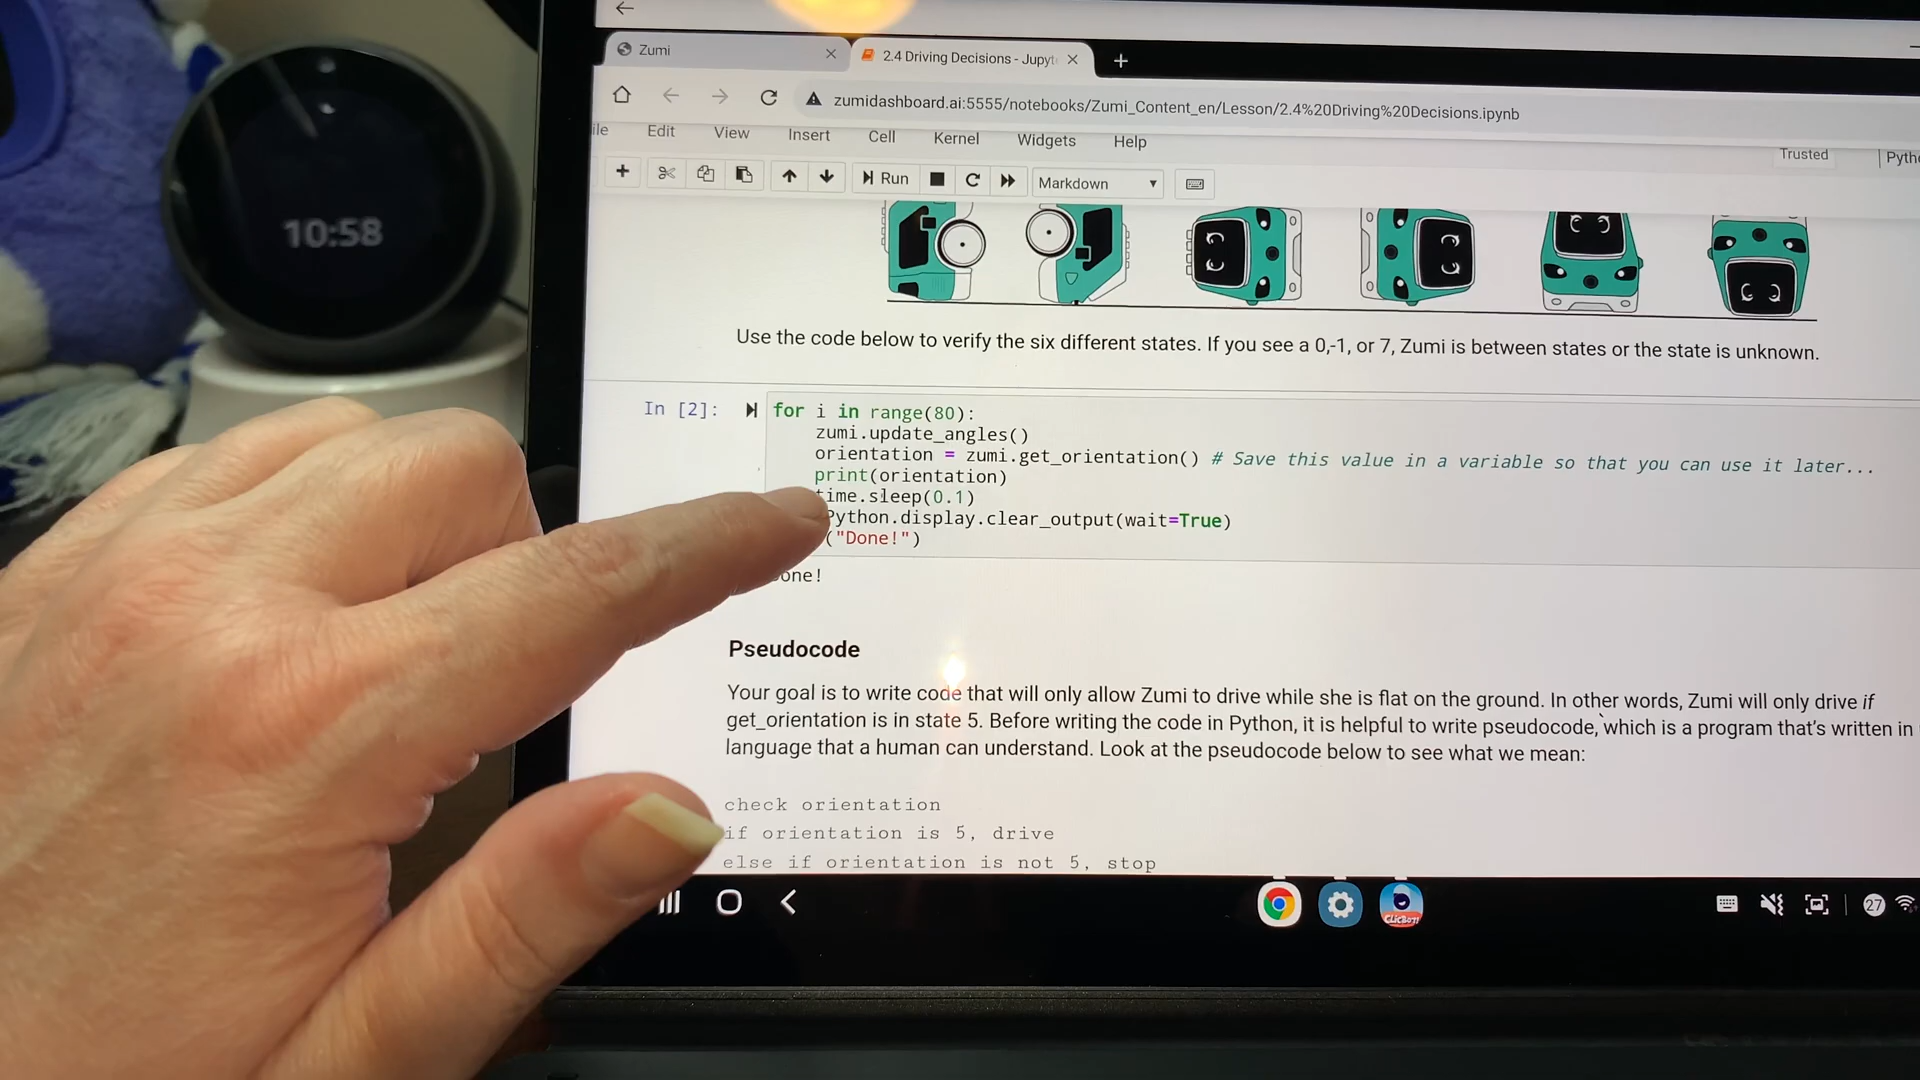 10:58
Zumi
2.4 Driving Decisions - Jupyt
zumidashboard.ai:5555/notebooks/Zumi_Content_en/Lesson/2.4%20Driving%20Decisions.ipynb
ile Edit View Insert Cell Kernel Widgets Help
Trusted Pytho
Run Markdown
Use the code below to verify the six different states. If you see a 0,-1, or 7, Zumi is between states or the state is unknown.
In [2]: for i in range(80):
zumi.update_angles()
orientation = zumi.get_orientation() # Save this value in a variable so that you can use it later...
print(orientation)
time.sleep(0.1)
Python.display.clear_output(wait=True)
("Done!")
one!
Pseudocode
Your goal is to write code that will only allow Zumi to drive while she is flat on the ground. In other words, Zumi will only drive if
get_orientation is in state 5. Before writing the code in Python, it is helpful to write pseudocode, which is a program that's written in
language that a human can understand. Look at the pseudocode below to see what we mean:
check orientation
if orientation is 5, drive
else if orientation is not 5, stop
CLICBOT
27